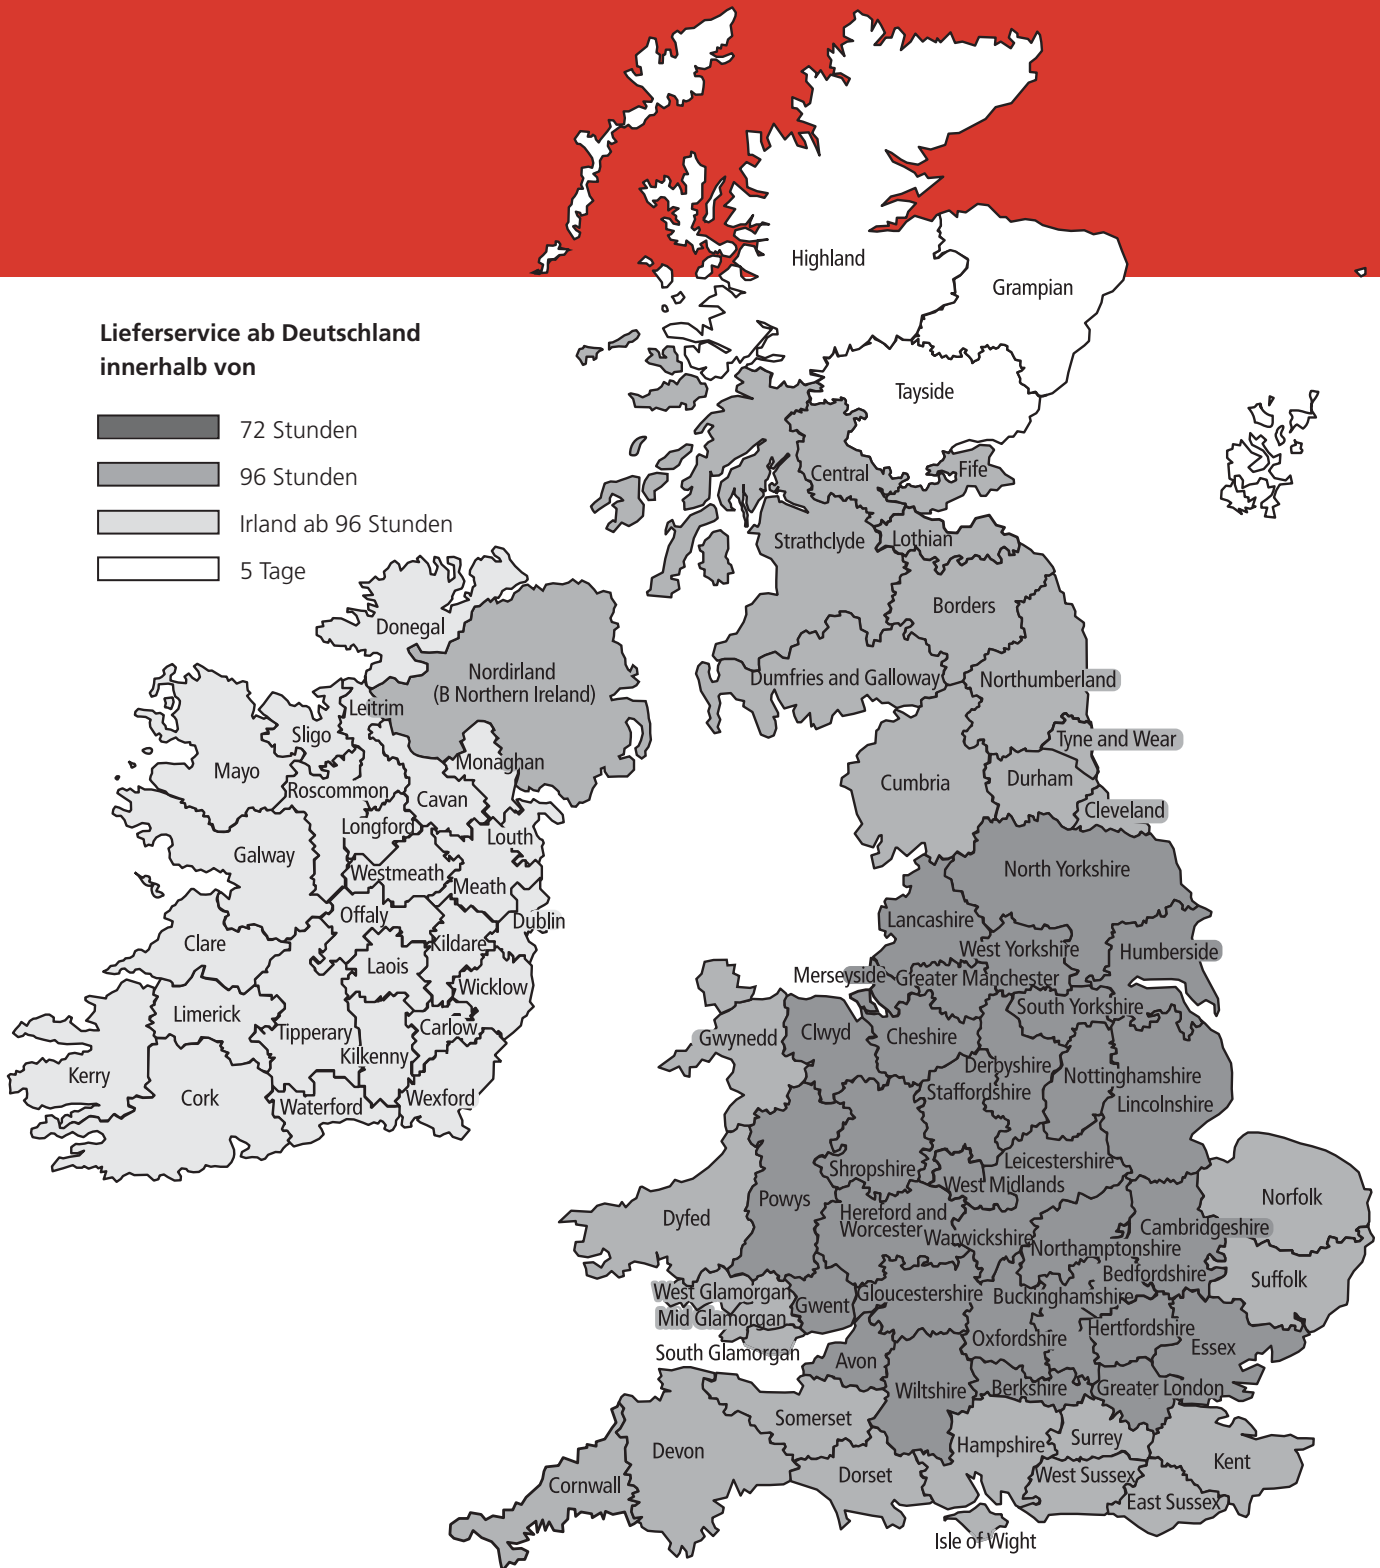 Highland
Grampian
Lieferservice ab Deutschland
innerhalb von
72 Stunden
96 Stunden
Irland ab 96 Stunden
5 Tage
Tayside
Central
Fife
Strathclyde
Lothian
Borders
Dumfries and Galloway
Northumberland
Tyne and Wear
Cumbria
Durham
Cleveland
Donegal
Nordirland
(B Northern Ireland)
Leitrim
Sligo
Monaghan
Mayo
Roscommon
Cavan
Longford
Louth
Galway
Westmeath
Meath
Offaly
Dublin
Clare
Kildare
Laois
Wicklow
Limerick
Tipperary
Carlow
Kilkenny
Kerry
Cork
Waterford
Wexford
North Yorkshire
Lancashire
West Yorkshire
Humberside
Merseyside
Greater Manchester
South Yorkshire
Gwynedd
Clwyd
Cheshire
Derbyshire
Nottinghamshire
Staffordshire
Lincolnshire
Shropshire
Leicestershire
West Midlands
Powys
Norfolk
Dyfed
Hereford and
Worcester
Warwickshire
Cambridgeshire
Northamptonshire
Bedfordshire
Suffolk
West Glamorgan
Gwent
Gloucestershire
Buckinghamshire
Mid Glamorgan
Oxfordshire
Hertfordshire
Essex
South Glamorgan
Avon
Wiltshire
Berkshire
Greater London
Somerset
Hampshire
Surrey
Devon
Kent
Dorset
West Sussex
Cornwall
East Sussex
Isle of Wight